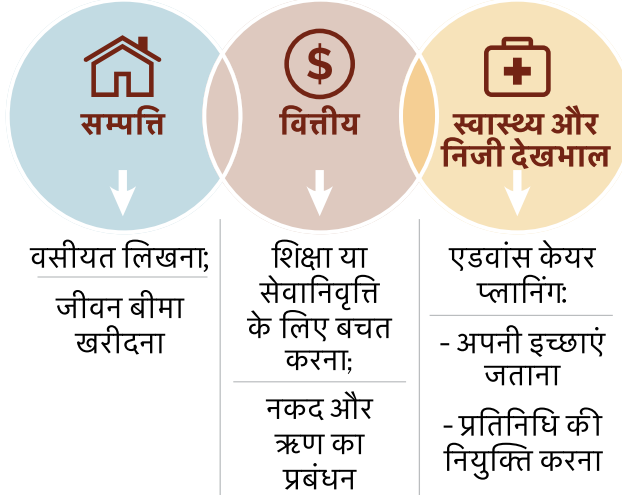 सम्पत्ति
वसीयत लिखना;
जीवन बीमा
खरीदना
$
वित्तीय
शिक्षा या
सेवानिवृत्ति
के लिए बचत
करना;
नकद और
ऋण का
प्रबंधन
स्वास्थ्य और
निजी देखभाल
एडवांस केयर
प्लानिंग:
- अपनी इच्छाएं
जताना
- प्रतिनिधि की
नियुक्ति करना